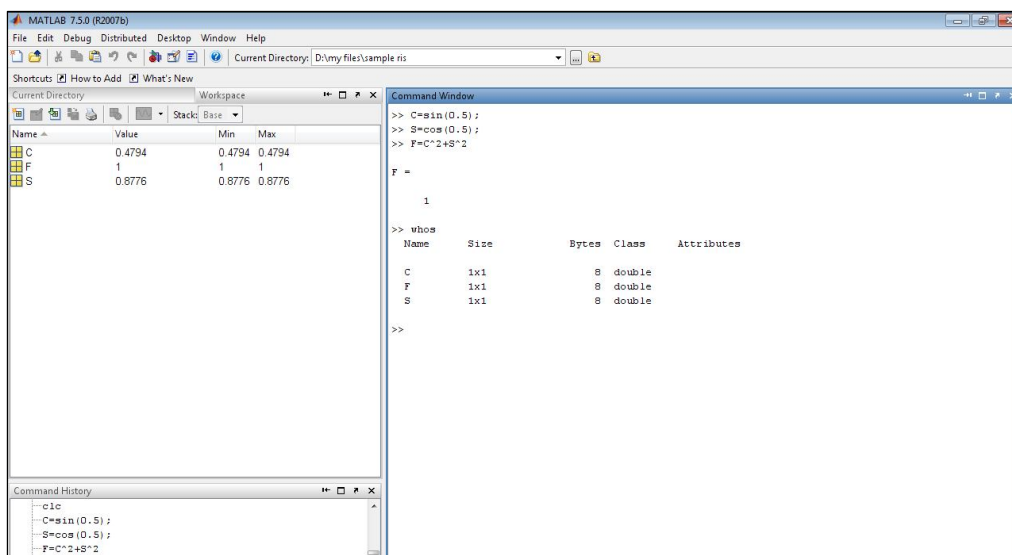 MATLAB 7.5.0 (R2007b)
File Edit Debug Distributed Desktop Window Help
Current Directory: D:\my files\sample ris
Shortcuts How to Add What's New
Current Directory Workspace
Stack: Base
Name Value Min Max
C 0.4794 0.4794 0.4794
F 1 1 1
S 0.8776 0.8776 0.8776
Command History
clc
C=sin(0.5);
S=cos(0.5);
F=C^2+S^2
Command Window
>> C=sin(0.5);
>> S=cos(0.5);
>> F=C^2+S^2
F =
1
>> whos
Name Size Bytes Class Attributes
C 1x1 8 double
F 1x1 8 double
S 1x1 8 double
>>